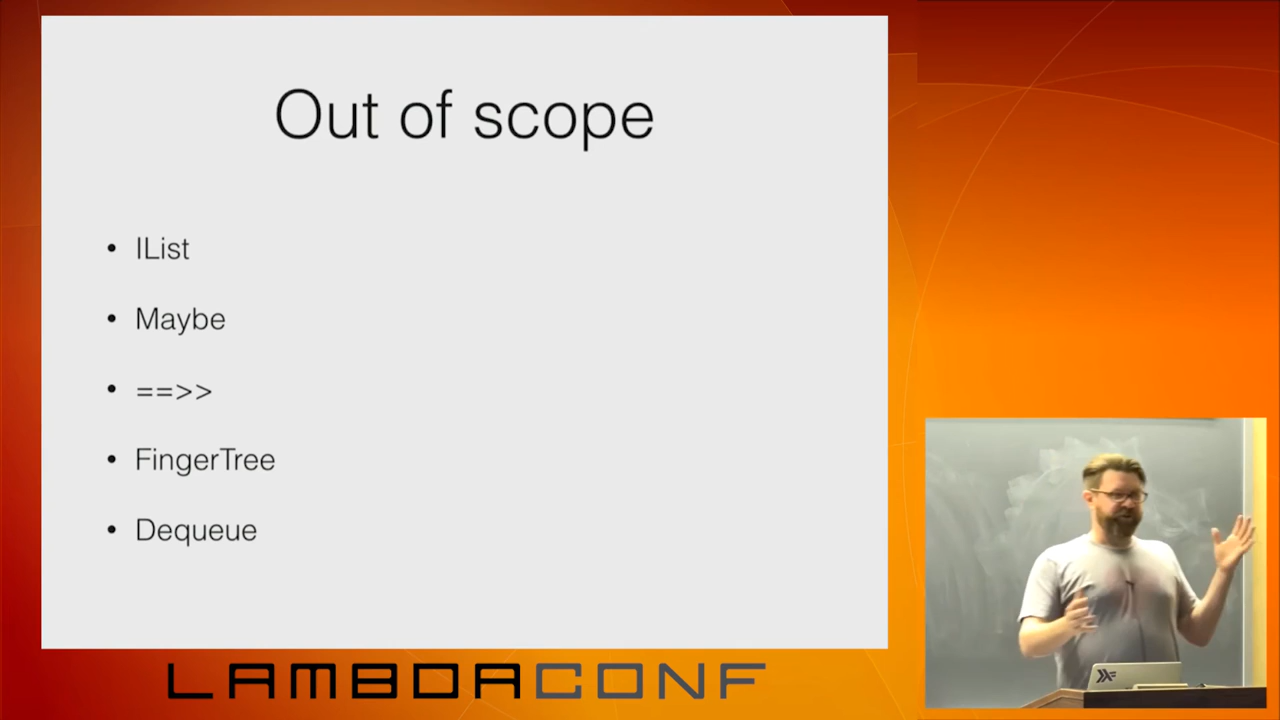 Out of scope
• IList
• Maybe
• ==>>
• FingerTree
• Dequeue
LAMBDACONF